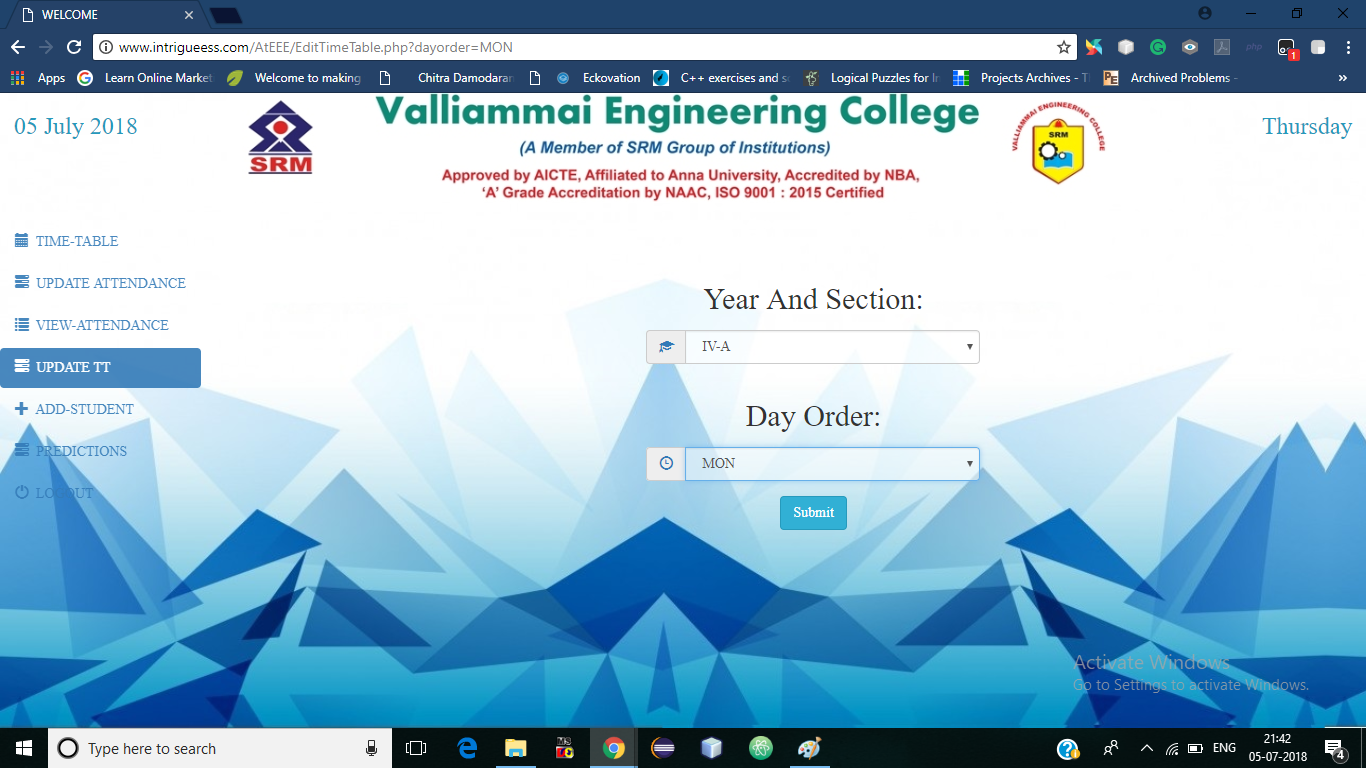 WELCOME
www.intrigueess.com/AtEEE/EditTimeTable.php?dayorder=MON
php
1
Apps
Learn Online Market
Welcome to making
Chitra Damodaran
Eckovation
C++ exercises and so
Logical Puzzles for In
Projects Archives - T
PE
Archived Problems -
»
05 July 2018
SRM
Valliammai Engineering College
(A Member of SRM Group of Institutions)
Approved by AICTE, Affiliated to Anna University, Accredited by NBA,
‘A’ Grade Accreditation by NAAC, ISO 9001 : 2015 Certified
VALLIAMMAI ENGINEERING COLLEGE
SRM
Thursday
TIME-TABLE
UPDATE ATTENDANCE
VIEW-ATTENDANCE
UPDATE TT
ADD-STUDENT
PREDICTIONS
LOGOUT
Year And Section:
IV-A
Day Order:
MON
Submit
Activate Windows
Go to Settings to activate Windows.
Type here to search
ENG
21:42
05-07-2018
4